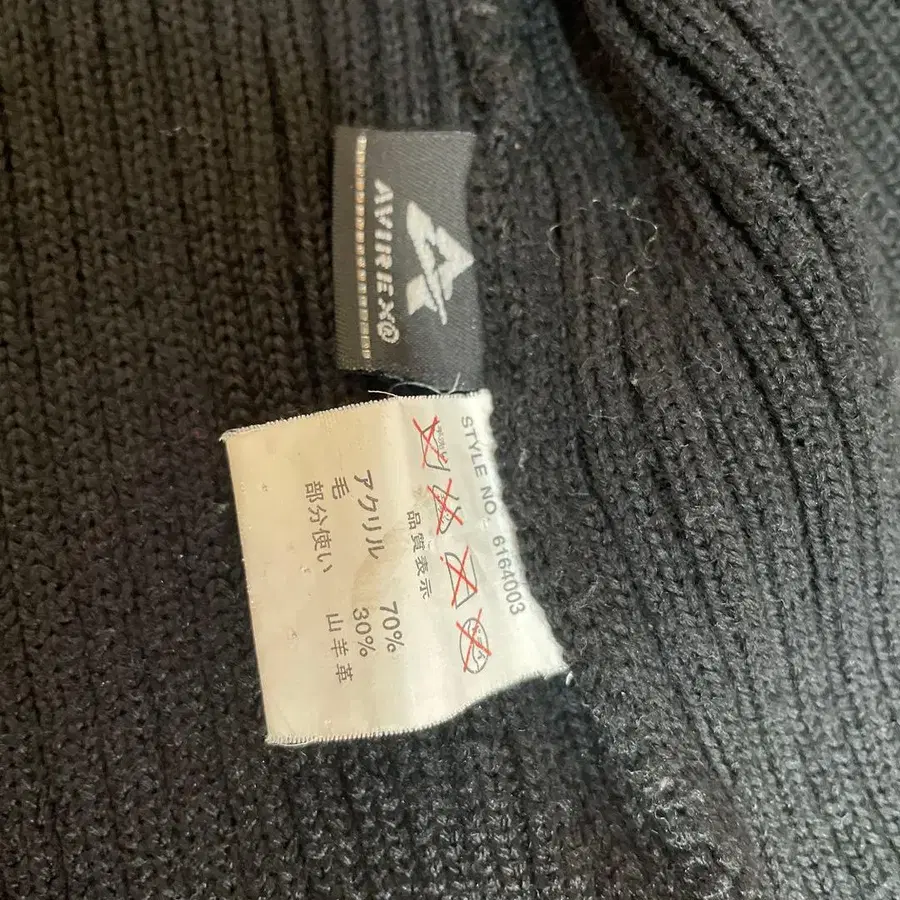 AVIREX®
STYLE NO. 6164003
品質表示
アクリル 70%
毛 30%
部分使い 山羊革